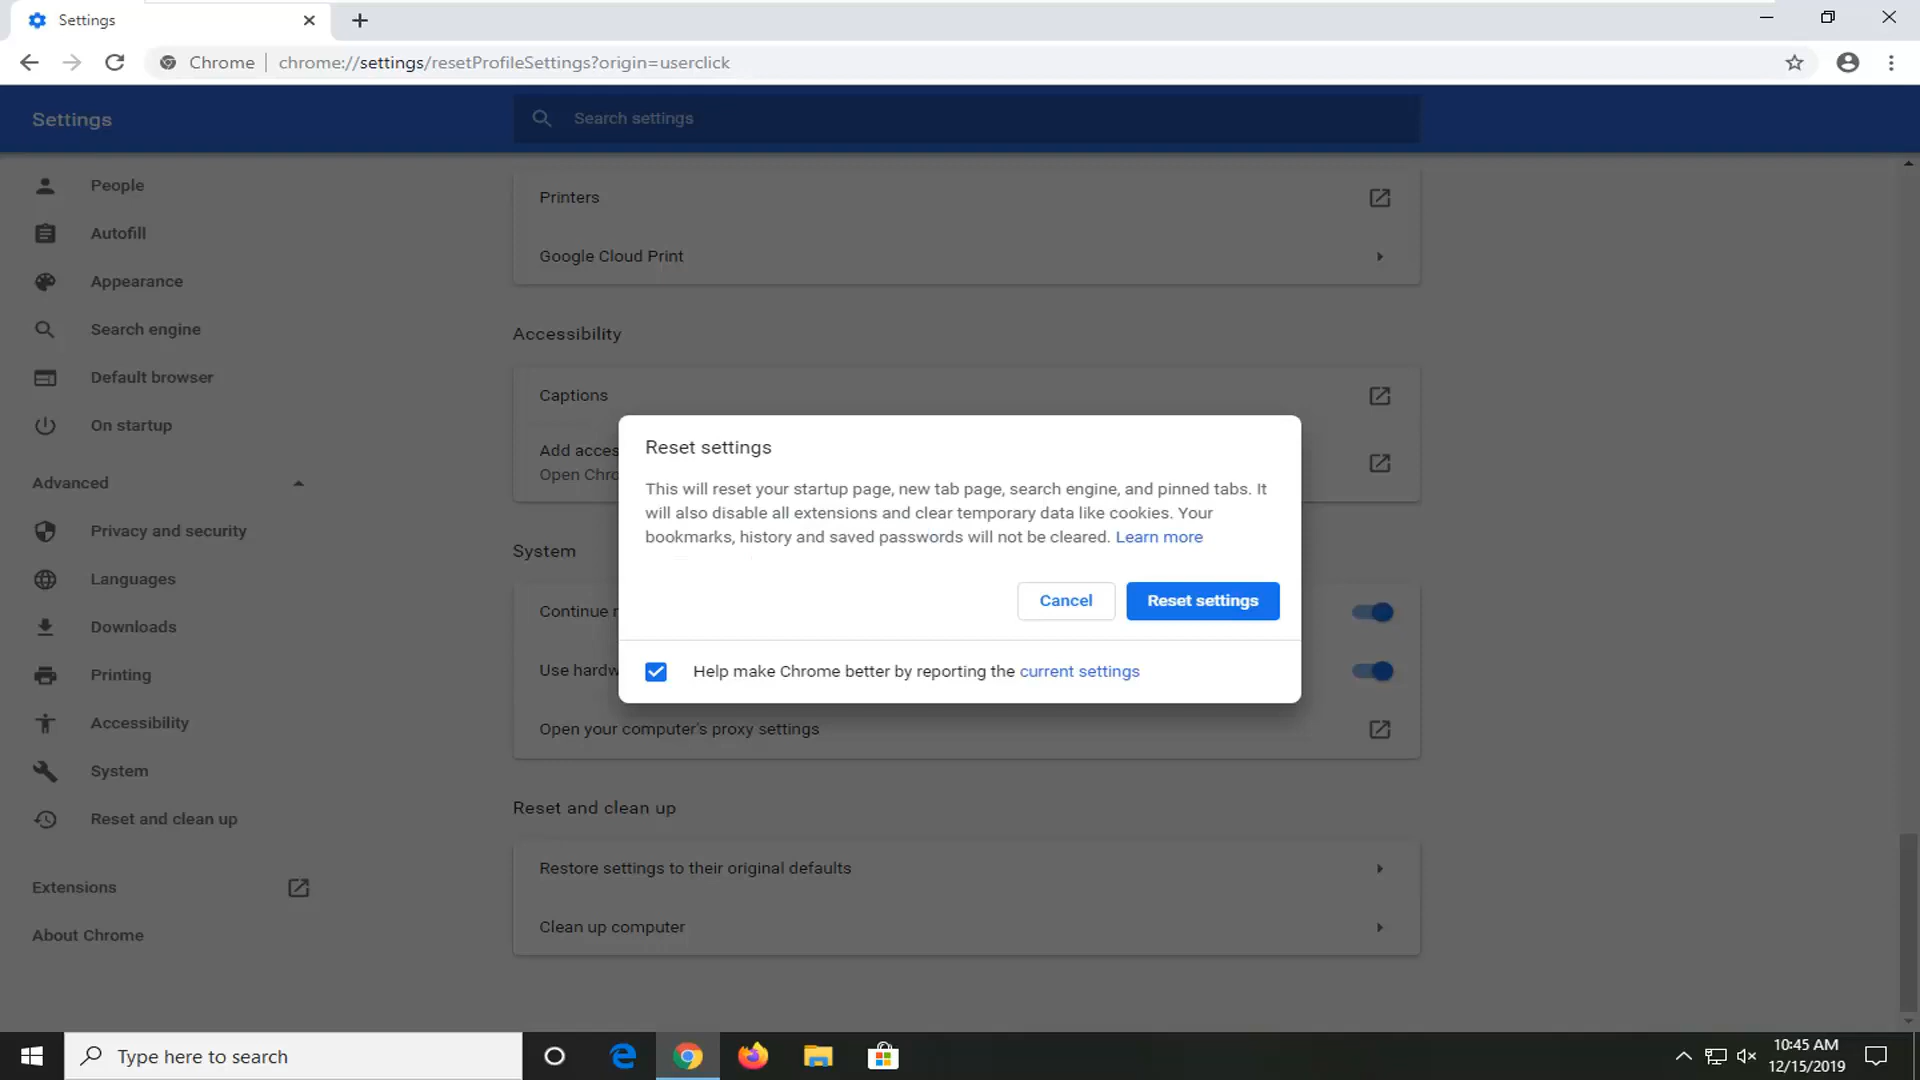 Settings
Chrome
chrome://settings/resetProfileSettings?origin=userclick
Settings
Search settings
People
Autofill
Appearance
Search engine
Default browser
On startup
Advanced
Privacy and security
Languages
Downloads
Printing
Accessibility
System
Reset and clean up
Extensions
About Chrome
Printers
Google Cloud Print
Accessibility
Captions
Add acces
Open Chro
System
Continue r
Use hardw
Open your computer's proxy settings
Reset and clean up
Restore settings to their original defaults
Clean up computer
Reset settings
This will reset your startup page, new tab page, search engine, and pinned tabs. It
will also disable all extensions and clear temporary data like cookies. Your
bookmarks, history and saved passwords will not be cleared. Learn more
Cancel
Reset settings
Help make Chrome better by reporting the current settings
Type here to search
10:45 AM
12/15/2019